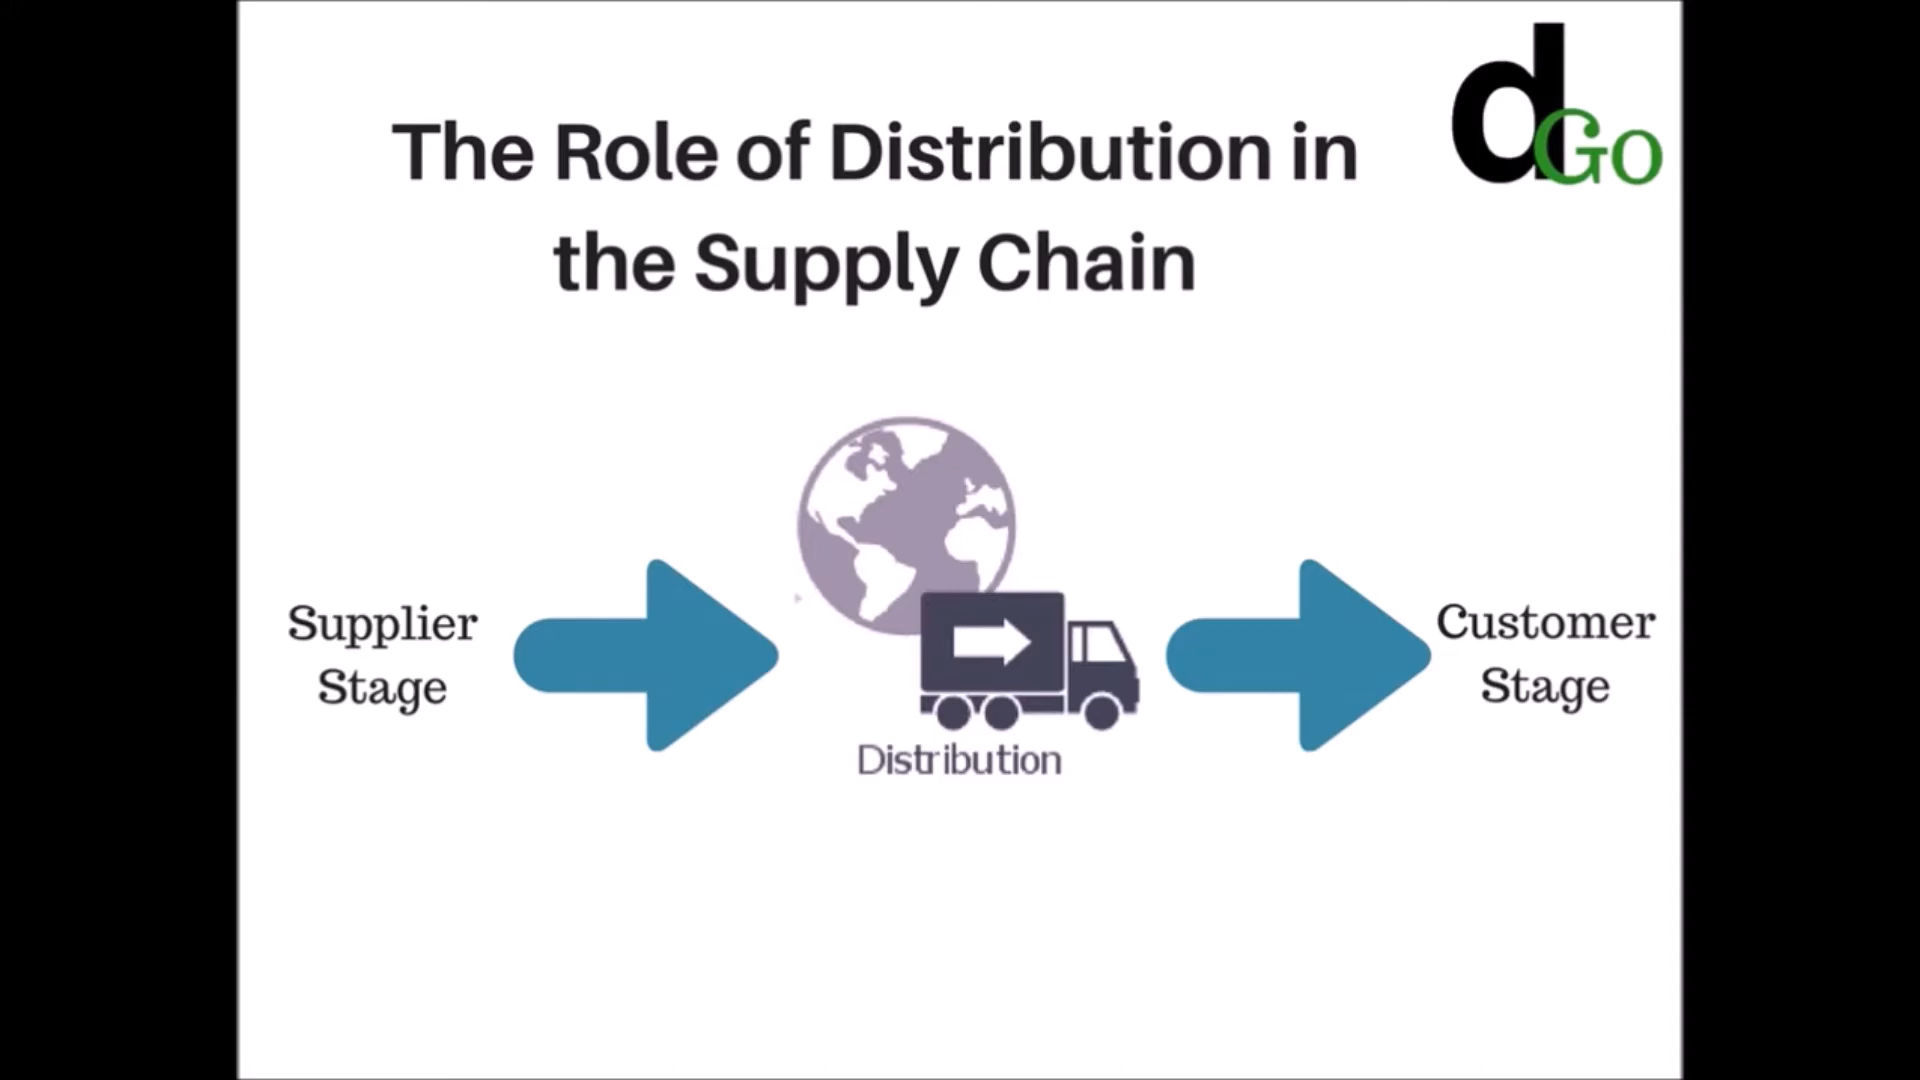 The Role of Distribution in
the Supply Chain
dGo
Supplier
Stage
Distribution
Customer
Stage